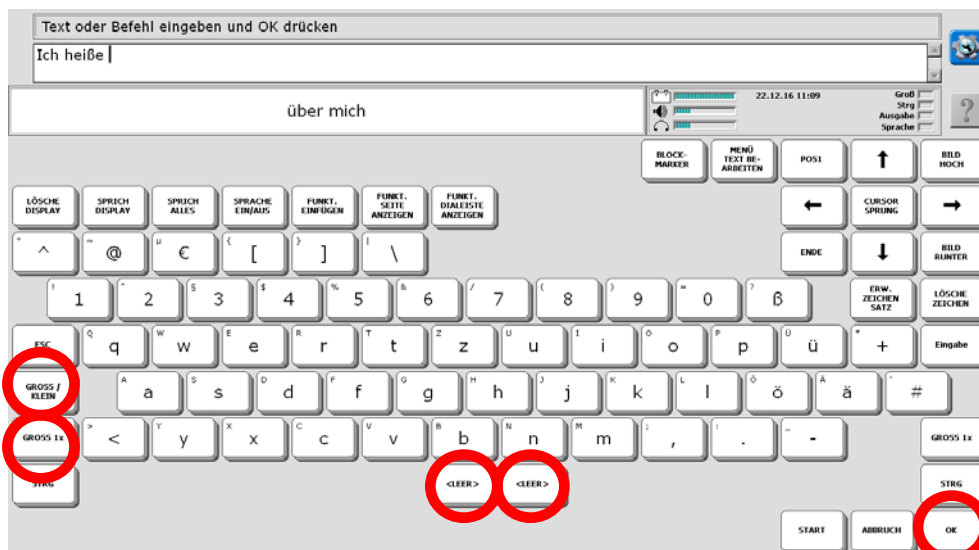 Text oder Befehl eingeben und OK drücken
Ich heiße
über mich
22.12.16 11:09
Groß
Strg
Ausgabe
Sprache
?
BLOCK-
MARKER
MENÜ
TEXT BE-
ARBEITEN
POS1
↑
BILD
HOCH
LÖSCHE
DISPLAY
SPRICH
DISPLAY
SPRICH
ALLES
SPRACHE
EIN/AUS
FUNKT.
EINFÜGEN
FUNKT.
SEITE
ANZEIGEN
FUNKT.
DIALEISTE
ANZEIGEN
←
CURSOR
SPRUNG
→
° ^ ~ @ µ € { [ } ] | \
ENDE
↓
BILD
RUNTER
! 1 " 2 § 3 $ 4 % 5 & 6 / 7 ( 8 ) 9 = 0 ? ß
ERW.
ZEICHEN
SATZ
LÖSCHE
ZEICHEN
ESC
Q q W w E e R r T t Z z U u I i O o P p Ü ü * +
Eingabe
GROSS /
KLEIN
A a S s D d F f G g H h J j K k L l Ö ö Ä ä ' #
GROSS 1x
> < Y y X x C c V v B b N n M m ; , : . _ -
GROSS 1x
STRG
<LEER>
<LEER>
STRG
START
ABBRUCH
OK